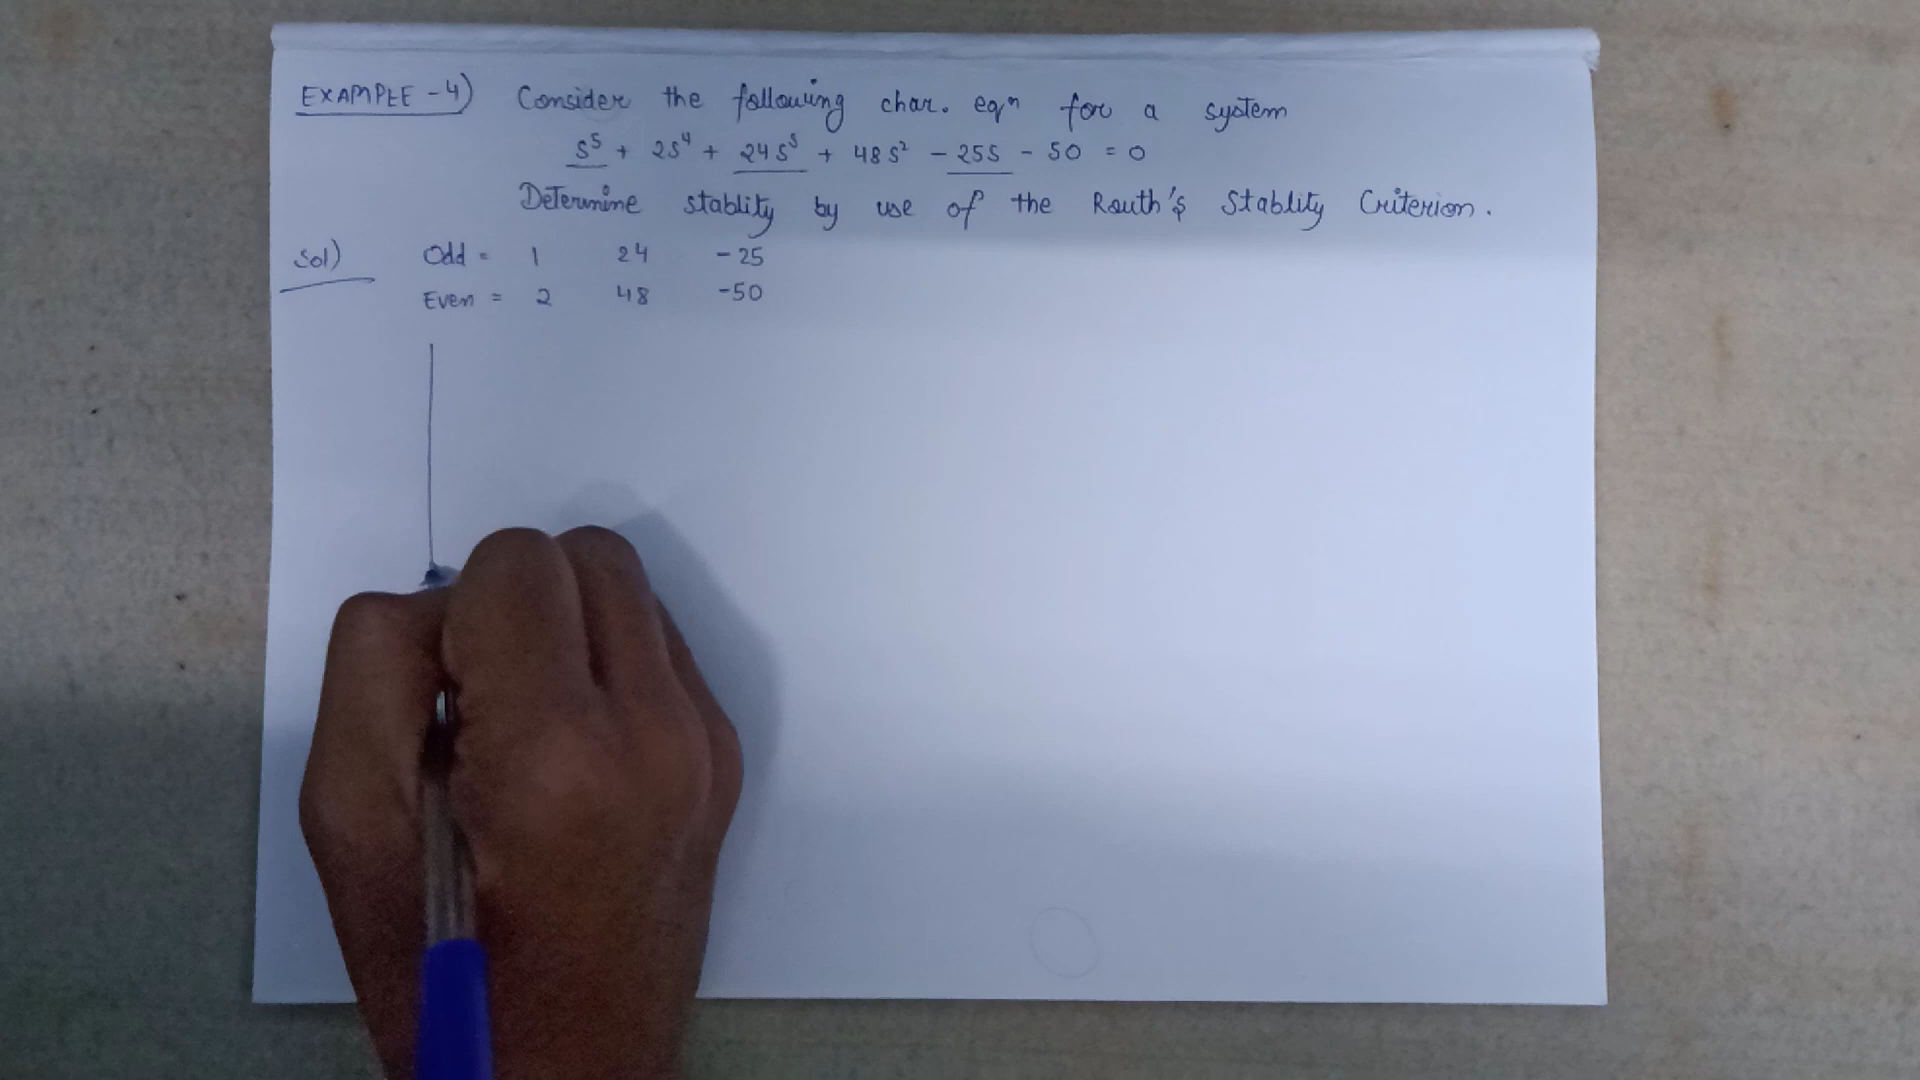 EXAMPLE-4) Consider the following char. eqⁿ for a system
s⁵ + 2s⁴ + 24s³ + 48s² - 25s - 50 = 0
Determine stablity by use of the Routh's Stablity Criterion.
Sol) Odd = 1 24 -25
Even = 2 48 -50